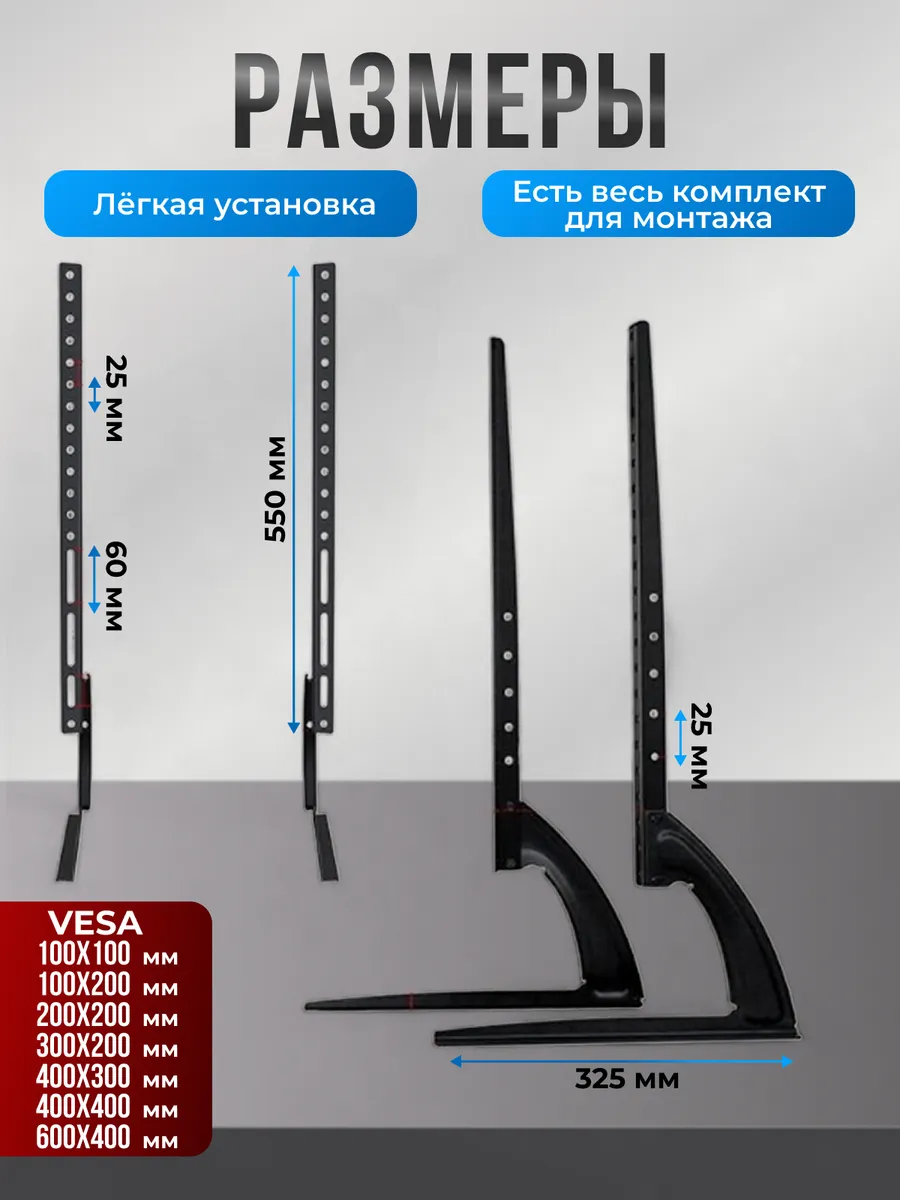 РАЗМЕРЫ
Лёгкая установка
Есть весь комплект
для монтажа
25 мм
60 мм
550 мм
25 мм
325 мм
VESA
100X100 мм
100X200 мм
200X200 мм
300X200 мм
400X300 мм
400X400 мм
600X400 мм